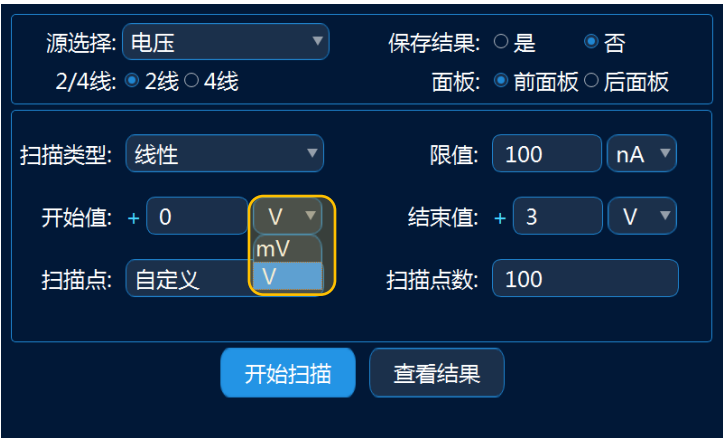 源选择: 电压 保存结果: 是 否
2/4线: 2线 4线 面板: 前面板 后面板
扫描类型: 线性 限值: 100 nA
开始值: + 0 V 结束值: + 3 V
mV
V
扫描点: 自定义 扫描点数: 100
开始扫描 查看结果